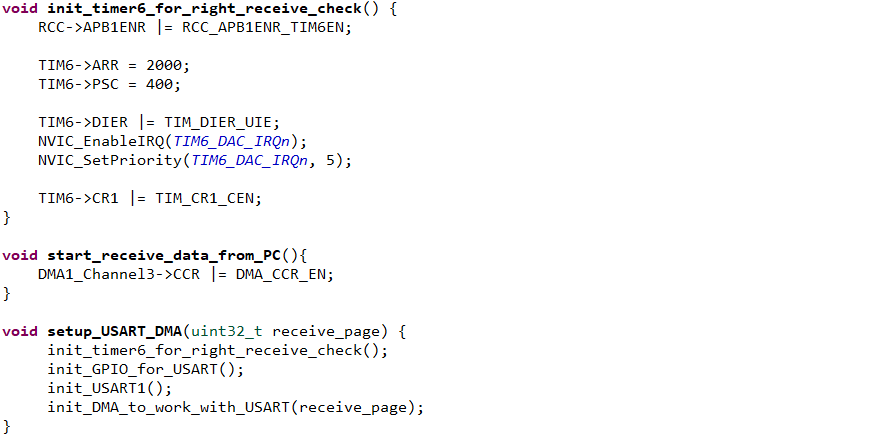 void init_timer6_for_right_receive_check() {
    RCC->APB1ENR |= RCC_APB1ENR_TIM6EN;

    TIM6->ARR = 2000;
    TIM6->PSC = 400;

    TIM6->DIER |= TIM_DIER_UIE;
    NVIC_EnableIRQ(TIM6_DAC_IRQn);
    NVIC_SetPriority(TIM6_DAC_IRQn, 5);

    TIM6->CR1 |= TIM_CR1_CEN;
}

void start_receive_data_from_PC(){
    DMA1_Channel3->CCR |= DMA_CCR_EN;
}

void setup_USART_DMA(uint32_t receive_page) {
     init_timer6_for_right_receive_check();
     init_GPIO_for_USART();
     init_USART1();
     init_DMA_to_work_with_USART(receive_page);
}